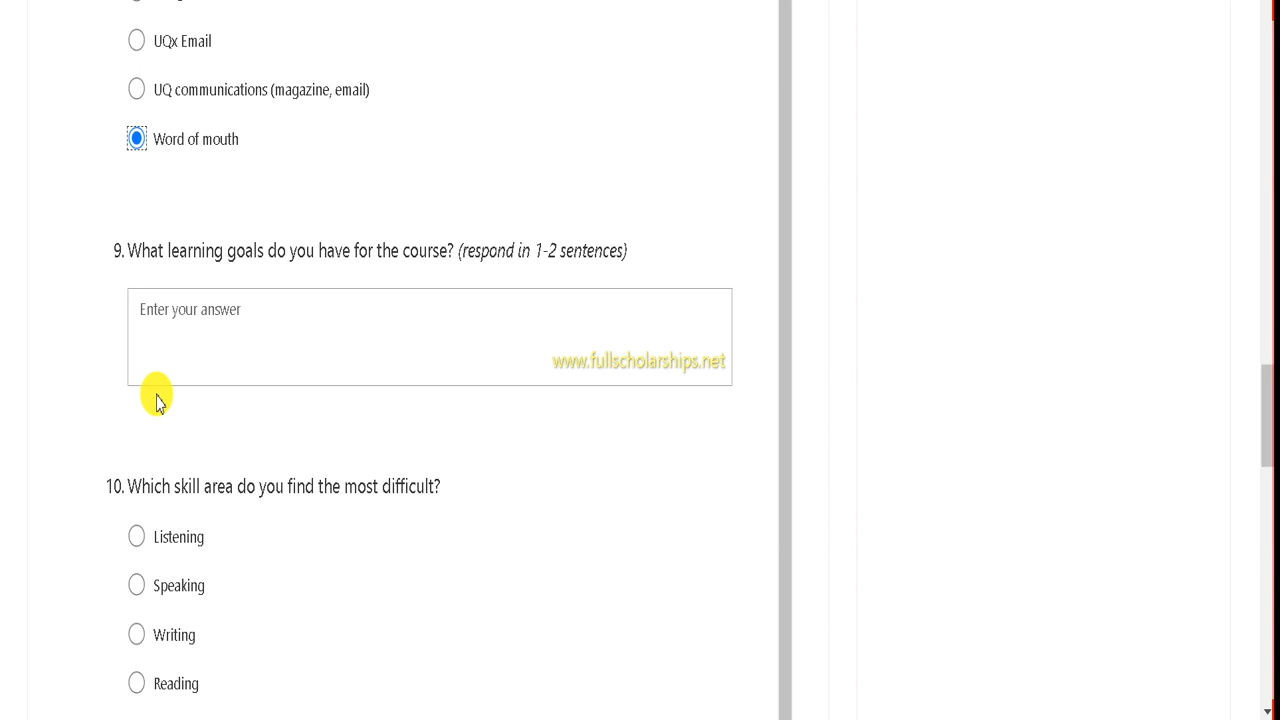 UQx Email
UQ communications (magazine, email)
Word of mouth
9. What learning goals do you have for the course? (respond in 1-2 sentences)
Enter your answer
www.fullscholarships.net
10. Which skill area do you find the most difficult?
Listening
Speaking
Writing
Reading